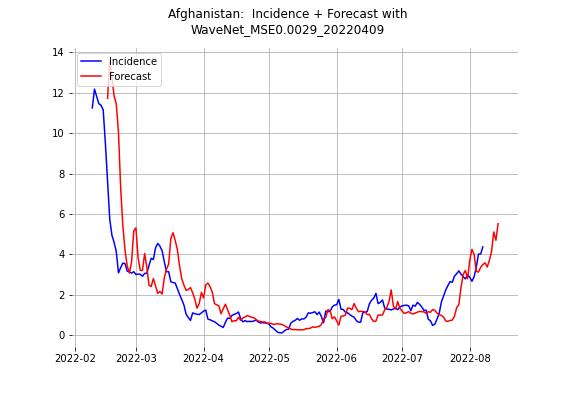 Afghanistan:  Incidence + Forecast with
WaveNet_MSE0.0029_20220409
14
12
10
8
6
4
2
0
Incidence
Forecast
2022-02 2022-03 2022-04 2022-05 2022-06 2022-07 2022-08